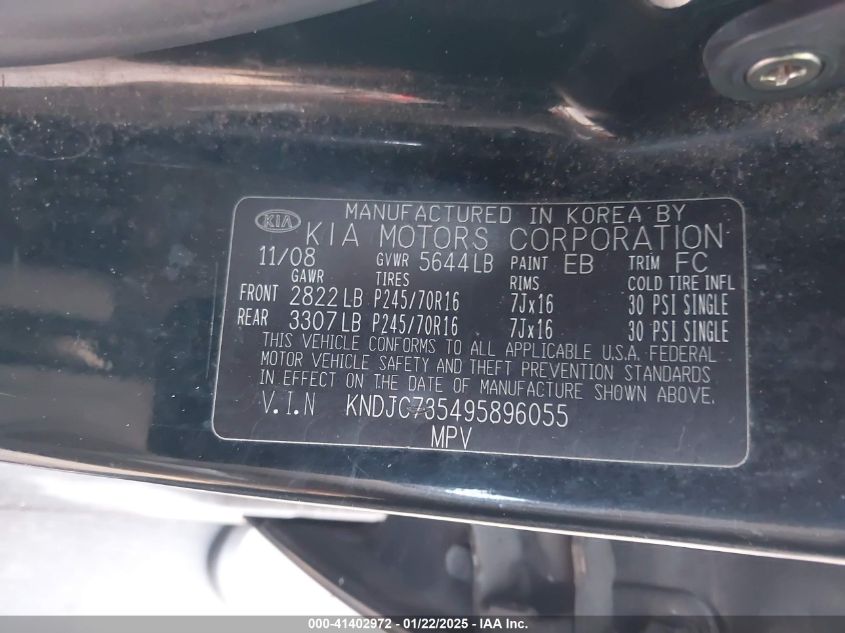 KIA
MANUFACTURED IN KOREA BY
KIA MOTORS CORPORATION
11/08 GVWR 5644LB PAINT EB TRIM FC
GAWR TIRES RIMS COLD TIRE INFL
FRONT 2822LB P245/70R16 7Jx16 30 PSI SINGLE
REAR 3307LB P245/70R16 7Jx16 30 PSI SINGLE
THIS VEHICLE CONFORMS TO ALL APPLICABLE U.S.A. FEDERAL
MOTOR VEHICLE SAFETY AND THEFT PREVENTION STANDARDS
IN EFFECT ON THE DATE OF MANUFACTURE SHOWN ABOVE.
V.I.N KNDJC735495896055
MPV
000-41402972 - 01/22/2025 - IAA Inc.